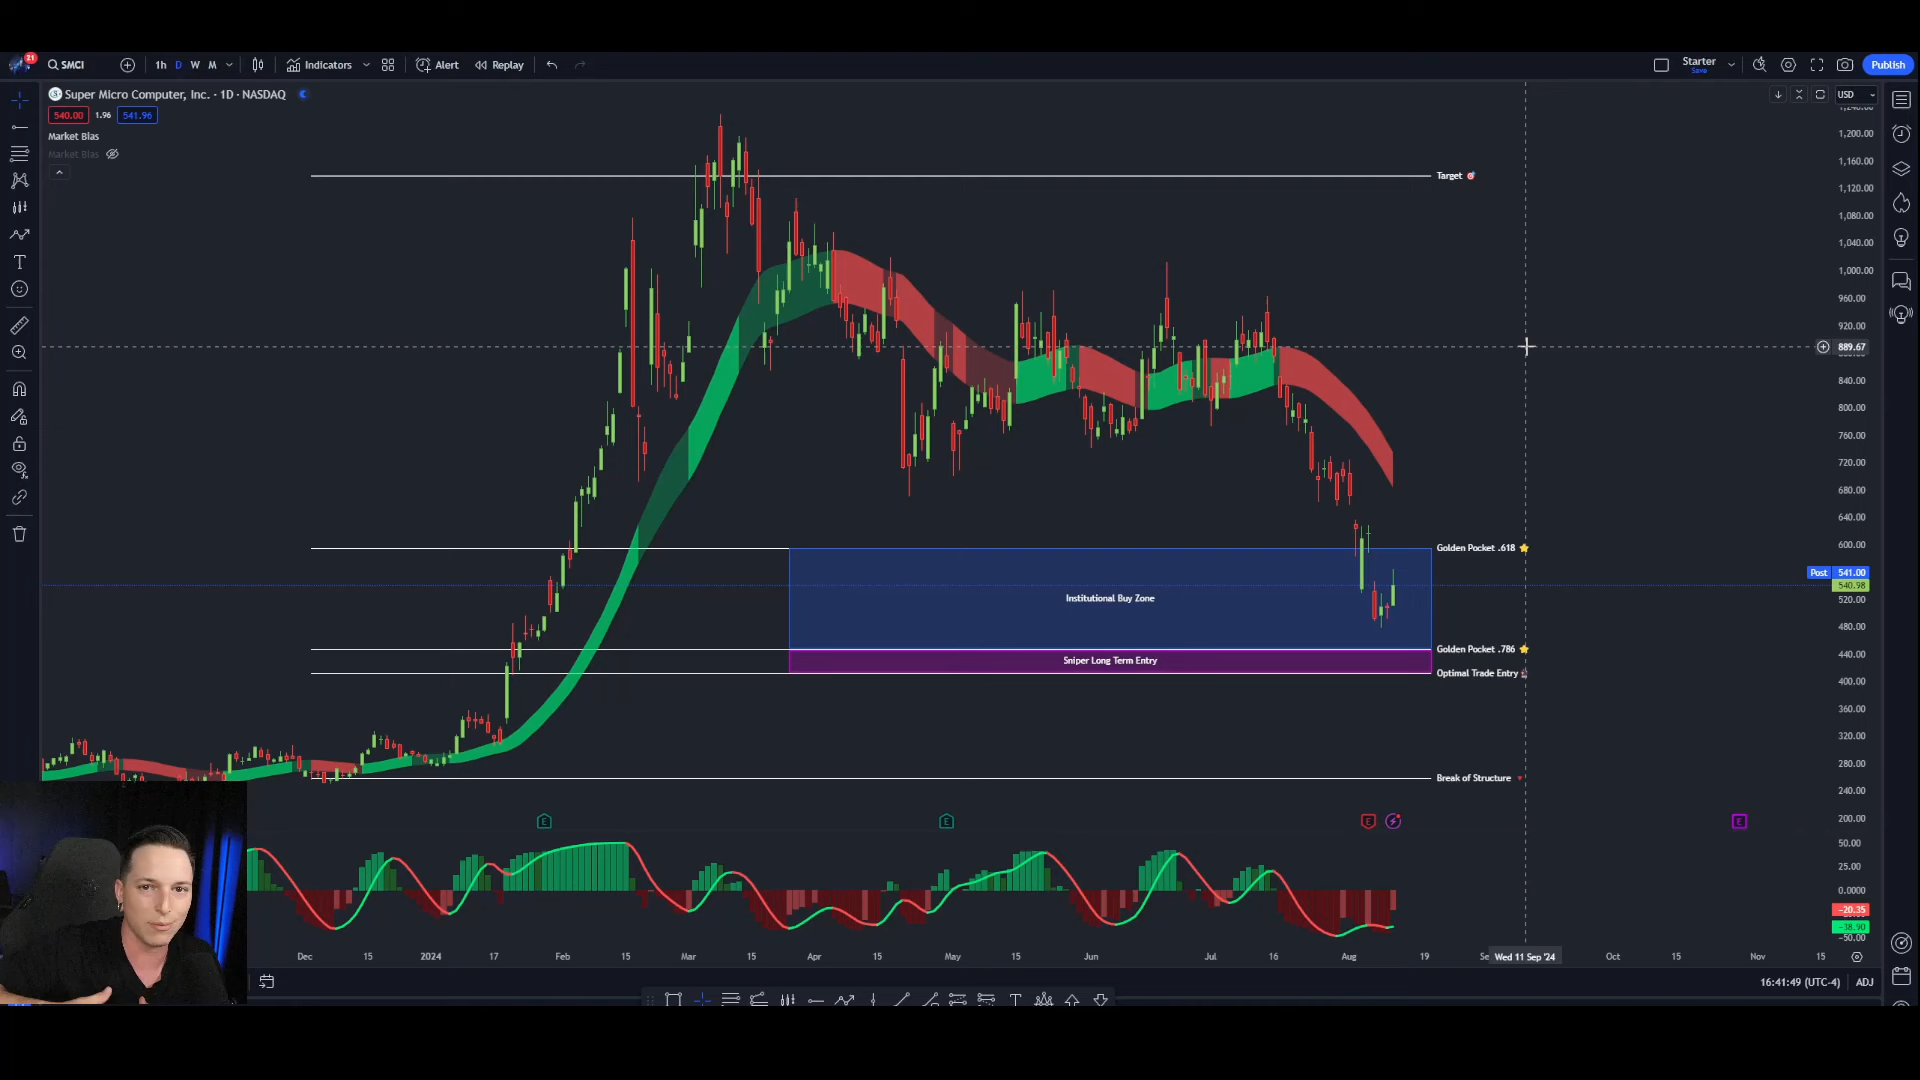 21
SMCI
1h D W M
Indicators
Alert
Replay
Starter
Save
Publish
Super Micro Computer, Inc. · 1D · NASDAQ
USD
540.00 1.96 541.96
Market Bias
Market Bias
Target
1,200.00
1,160.00
1,120.00
1,080.00
1,040.00
1,000.00
960.00
920.00
889.67
840.00
800.00
760.00
720.00
680.00
640.00
600.00
Golden Pocket .618
Post 541.00
540.98
Institutional Buy Zone
520.00
480.00
Golden Pocket .786
440.00
Sniper Long Term Entry
Optimal Trade Entry
400.00
360.00
320.00
280.00
Break of Structure
240.00
200.00
E
E
E
E
50.00
25.00
0.0000
−20.35
−38.90
−50.00
Dec 15 2024 17 Feb 15 Mar 15 Apr 15 May 15 Jun Jul 16 Aug 19 Se Wed 11 Sep '24 Oct 15 Nov 15
16:41:49 (UTC-4) ADJ